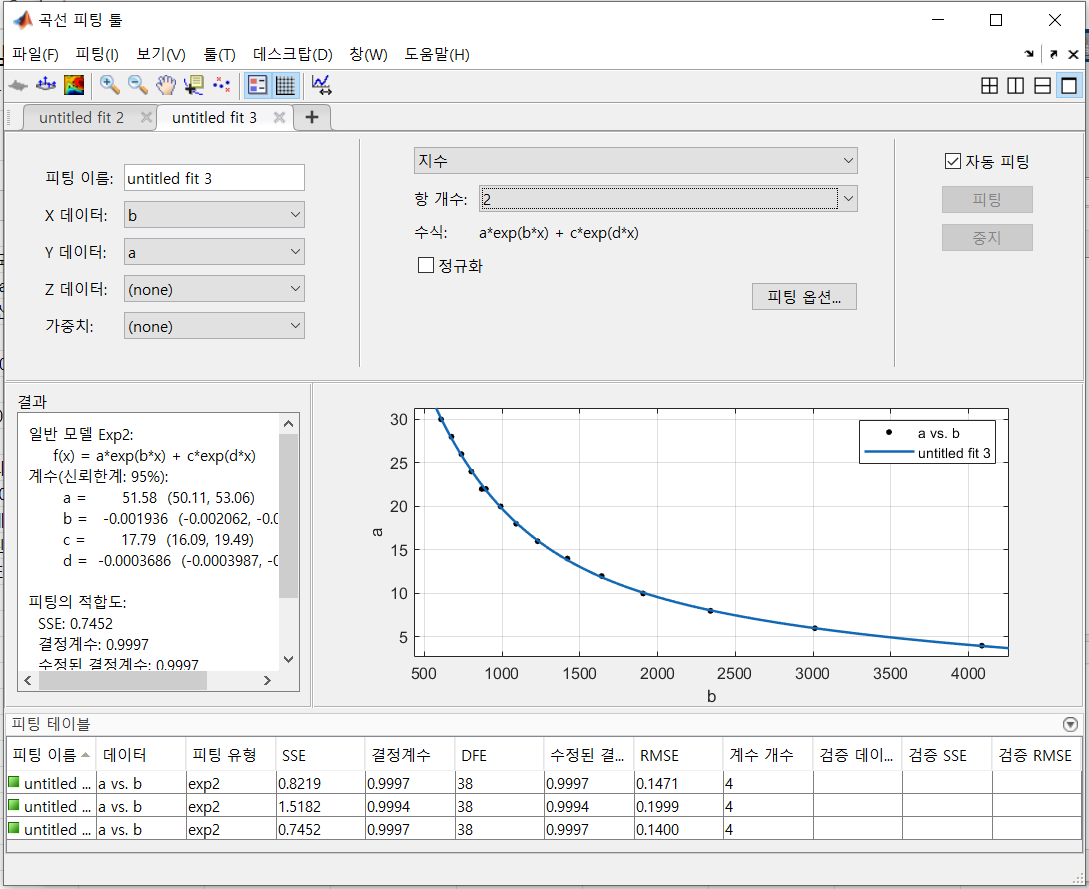 곡선 피팅 툴
파일(F) 피팅(I) 보기(V) 툴(T) 데스크탑(D) 창(W) 도움말(H)
untitled fit 2 untitled fit 3
피팅 이름: untitled fit 3
X 데이터: b
Y 데이터: a
Z 데이터: (none)
가중치: (none)
지수
항 개수: 2
수식: a*exp(b*x) + c*exp(d*x)
정규화
피팅 옵션...
자동 피팅
피팅
중지
결과
일반 모델 Exp2:
f(x) = a*exp(b*x) + c*exp(d*x)
계수(신뢰한계: 95%):
a = 51.58 (50.11, 53.06)
b = -0.001936 (-0.002062, -0.0
c = 17.79 (16.09, 19.49)
d = -0.0003686 (-0.0003987, -0
피팅의 적합도:
SSE: 0.7452
결정계수: 0.9997
수정된 결정계수: 0.9997
30
25
20
15
10
5
a
500 1000 1500 2000 2500 3000 3500 4000
b
a vs. b
untitled fit 3
피팅 테이블
피팅 이름 데이터 피팅 유형 SSE 결정계수 DFE 수정된 결... RMSE 계수 개수 검증 데이... 검증 SSE 검증 RMSE
untitled ... a vs. b exp2 0.8219 0.9997 38 0.9997 0.1471 4
untitled ... a vs. b exp2 1.5182 0.9994 38 0.9994 0.1999 4
untitled ... a vs. b exp2 0.7452 0.9997 38 0.9997 0.1400 4